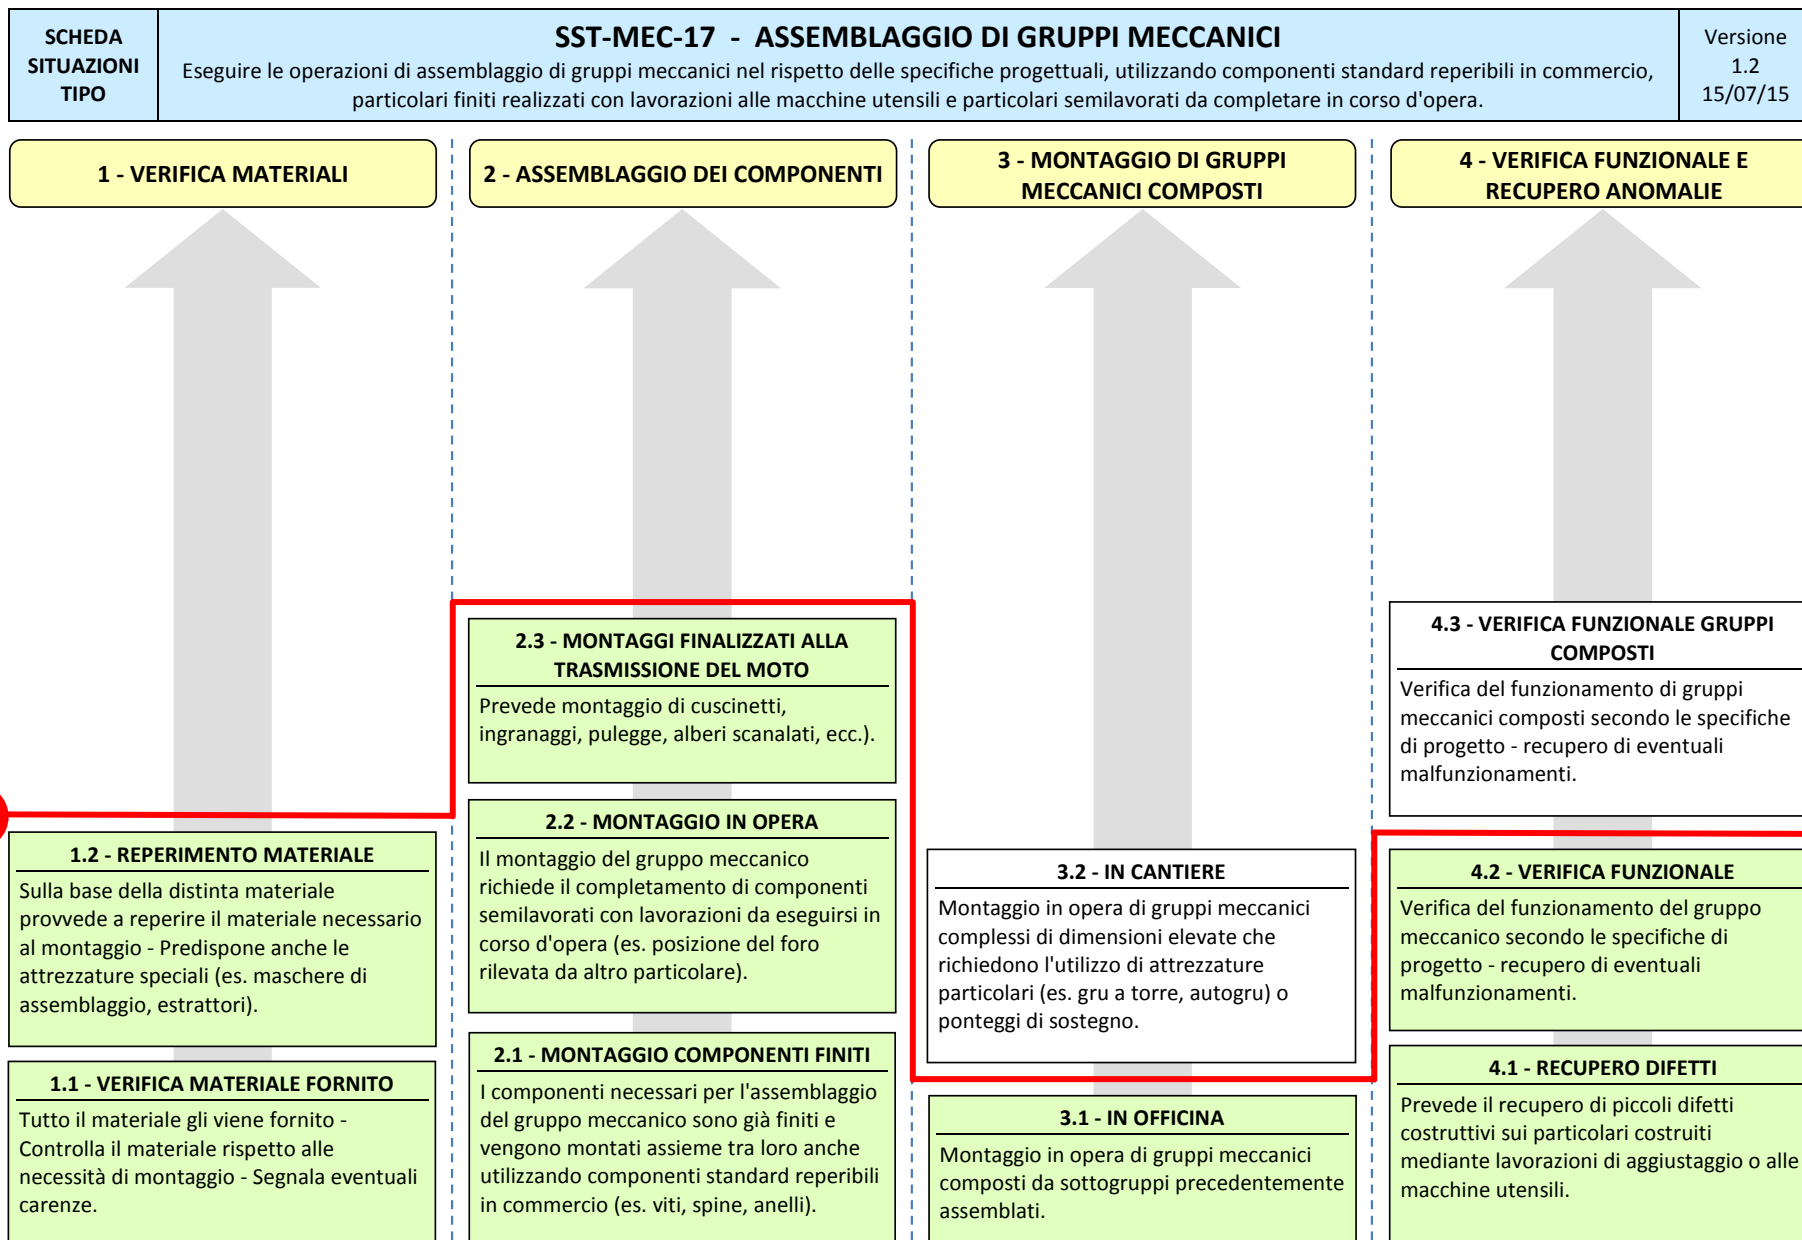 SCHEDA
SITUAZIONI
TIPO
SST-MEC-17 - ASSEMBLAGGIO DI GRUPPI MECCANICI
Eseguire le operazioni di assemblaggio di gruppi meccanici nel rispetto delle specifiche progettuali, utilizzando componenti standard reperibili in commercio,
particolari finiti realizzati con lavorazioni alle macchine utensili e particolari semilavorati da completare in corso d'opera.
Versione
1.2
15/07/15
1 - VERIFICA MATERIALI
1.2 - REPERIMENTO MATERIALE
Sulla base della distinta materiale
provvede a reperire il materiale necessario
al montaggio - Predispone anche le
attrezzature speciali (es. maschere di
assemblaggio, estrattori).
1.1 - VERIFICA MATERIALE FORNITO
Tutto il materiale gli viene fornito -
Controlla il materiale rispetto alle
necessità di montaggio - Segnala eventuali
carenze.
2 - ASSEMBLAGGIO DEI COMPONENTI
2.3 - MONTAGGI FINALIZZATI ALLA
TRASMISSIONE DEL MOTO
Prevede montaggio di cuscinetti,
ingranaggi, pulegge, alberi scanalati, ecc.).
2.2 - MONTAGGIO IN OPERA
Il montaggio del gruppo meccanico
richiede il completamento di componenti
semilavorati con lavorazioni da eseguirsi in
corso d'opera (es. posizione del foro
rilevata da altro particolare).
2.1 - MONTAGGIO COMPONENTI FINITI
I componenti necessari per l'assemblaggio
del gruppo meccanico sono già finiti e
vengono montati assieme tra loro anche
utilizzando componenti standard reperibili
in commercio (es. viti, spine, anelli).
3 - MONTAGGIO DI GRUPPI
MECCANICI COMPOSTI
3.2 - IN CANTIERE
Montaggio in opera di gruppi meccanici
complessi di dimensioni elevate che
richiedono l'utilizzo di attrezzature
particolari (es. gru a torre, autogru) o
ponteggi di sostegno.
3.1 - IN OFFICINA
Montaggio in opera di gruppi meccanici
composti da sottogruppi precedentemente
assemblati.
4 - VERIFICA FUNZIONALE E
RECUPERO ANOMALIE
4.3 - VERIFICA FUNZIONALE GRUPPI
COMPOSTI
Verifica del funzionamento di gruppi
meccanici composti secondo le specifiche
di progetto - recupero di eventuali
malfunzionamenti.
4.2 - VERIFICA FUNZIONALE
Verifica del funzionamento del gruppo
meccanico secondo le specifiche di
progetto - recupero di eventuali
malfunzionamenti.
4.1 - RECUPERO DIFETTI
Prevede il recupero di piccoli difetti
costruttivi sui particolari costruiti
mediante lavorazioni di aggiustaggio o alle
macchine utensili.